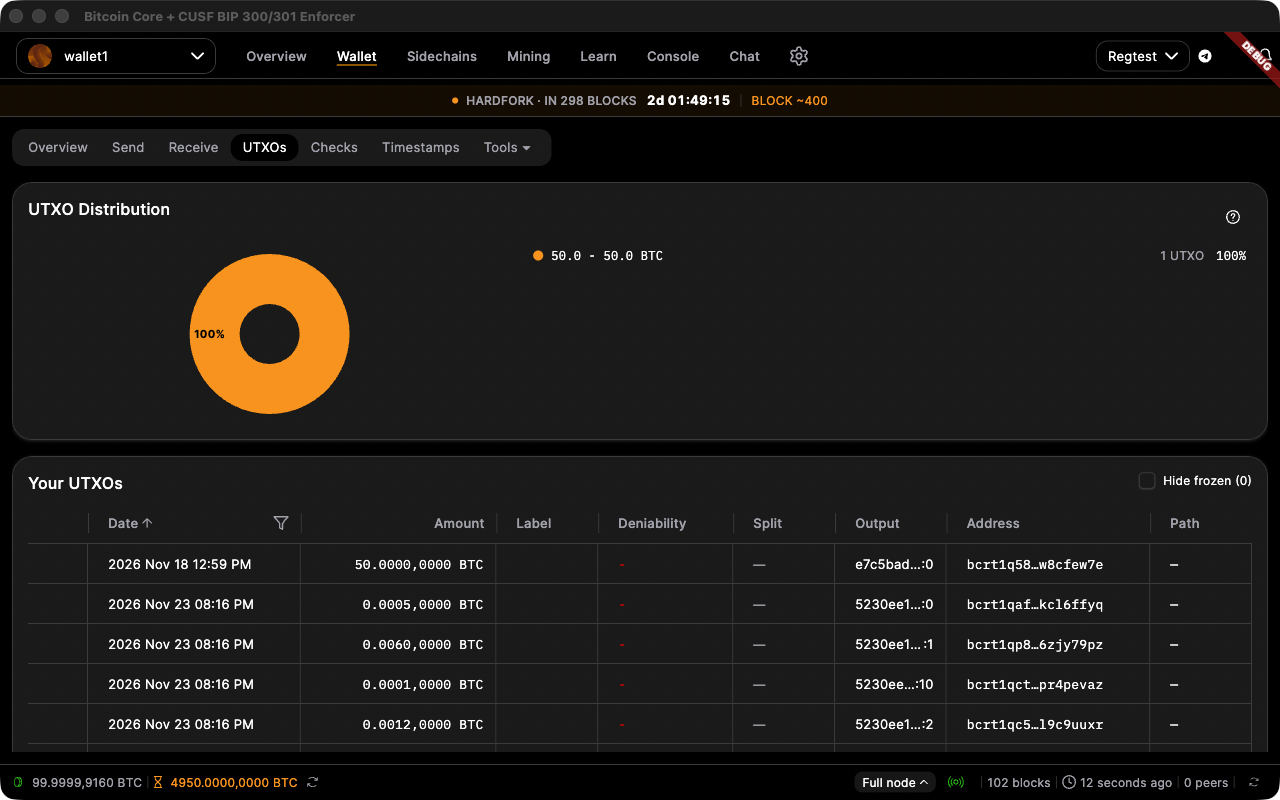 Bitcoin Core + CUSF BIP 300/301 Enforcer
wallet1
Overview
Wallet
Sidechains
Mining
Learn
Console
Chat
Regtest
DEBUG
HARDFORK · IN 298 BLOCKS 2d 01:49:15 BLOCK ~400
Overview
Send
Receive
UTXOs
Checks
Timestamps
Tools
UTXO Distribution
100%
50.0 - 50.0 BTC 1 UTXO 100%
Your UTXOs
Hide frozen (0)
Date Amount Label Deniability Split Output Address Path
2026 Nov 18 12:59 PM 50.0000,0000 BTC - — e7c5bad…:0 bcrt1q58…w8cfew7e –
2026 Nov 23 08:16 PM 0.0005,0000 BTC - — 5230ee1…:0 bcrt1qaf…kcl6ffyq –
2026 Nov 23 08:16 PM 0.0060,0000 BTC - — 5230ee1…:1 bcrt1qp8…6zjy79pz –
2026 Nov 23 08:16 PM 0.0001,0000 BTC - — 5230ee…:10 bcrt1qct…pr4pevaz –
2026 Nov 23 08:16 PM 0.0012,0000 BTC - — 5230ee1…:2 bcrt1qc5…l9c9uuxr –
99.9999,9160 BTC 4950.0000,0000 BTC
Full node 102 blocks 12 seconds ago 0 peers